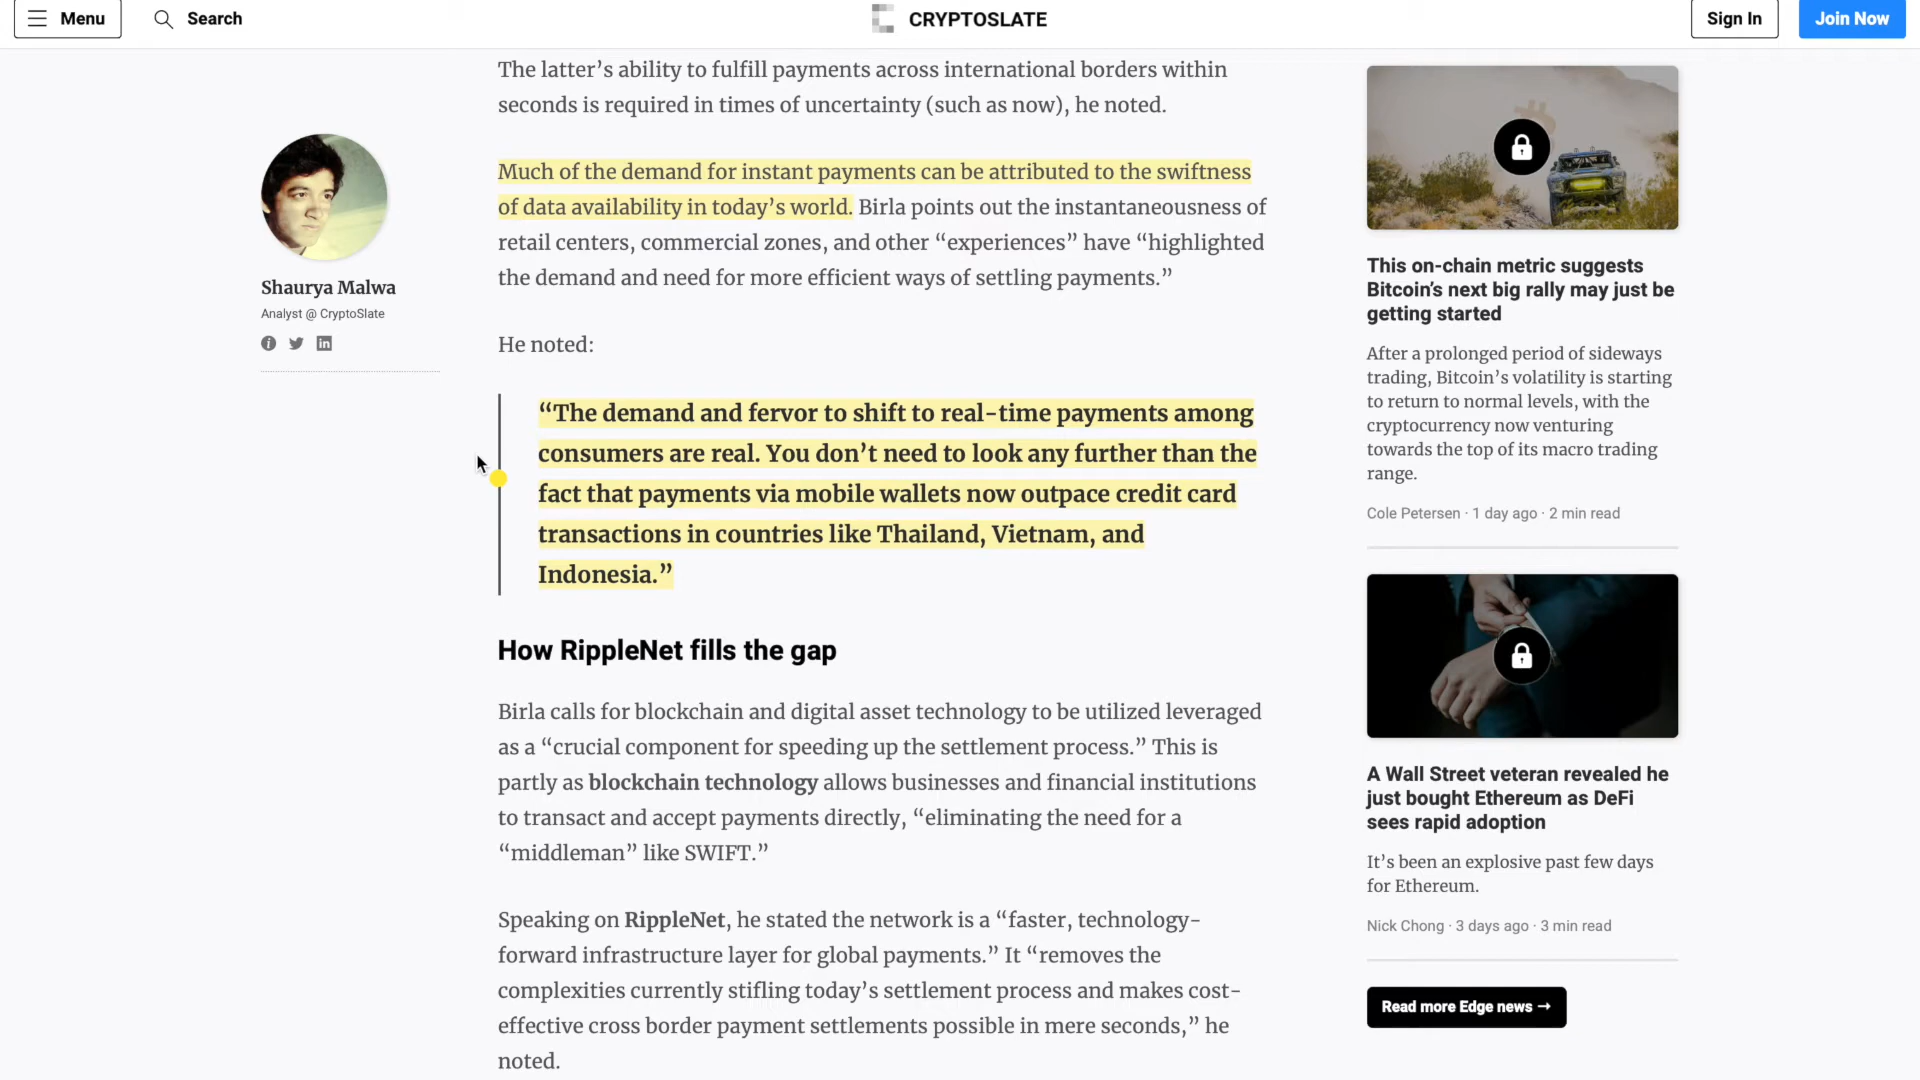 Menu
Search
CRYPTOSLATE
Sign In
Join Now
Shaurya Malwa
Analyst @ CryptoSlate
The latter’s ability to fulfill payments across international borders within
seconds is required in times of uncertainty (such as now), he noted.
Much of the demand for instant payments can be attributed to the swiftness
of data availability in today’s world. Birla points out the instantaneousness of
retail centers, commercial zones, and other “experiences” have “highlighted
the demand and need for more efficient ways of settling payments.”
He noted:
“The demand and fervor to shift to real-time payments among
consumers are real. You don’t need to look any further than the
fact that payments via mobile wallets now outpace credit card
transactions in countries like Thailand, Vietnam, and
Indonesia.”
How RippleNet fills the gap
Birla calls for blockchain and digital asset technology to be utilized leveraged
as a “crucial component for speeding up the settlement process.” This is
partly as blockchain technology allows businesses and financial institutions
to transact and accept payments directly, “eliminating the need for a
“middleman” like SWIFT.”
Speaking on RippleNet, he stated the network is a “faster, technology-
forward infrastructure layer for global payments.” It “removes the
complexities currently stifling today’s settlement process and makes cost-
effective cross border payment settlements possible in mere seconds,” he
noted.
This on-chain metric suggests
Bitcoin’s next big rally may just be
getting started
After a prolonged period of sideways
trading, Bitcoin’s volatility is starting
to return to normal levels, with the
cryptocurrency now venturing
towards the top of its macro trading
range.
Cole Petersen · 1 day ago · 2 min read
A Wall Street veteran revealed he
just bought Ethereum as DeFi
sees rapid adoption
It’s been an explosive past few days
for Ethereum.
Nick Chong · 3 days ago · 3 min read
Read more Edge news →